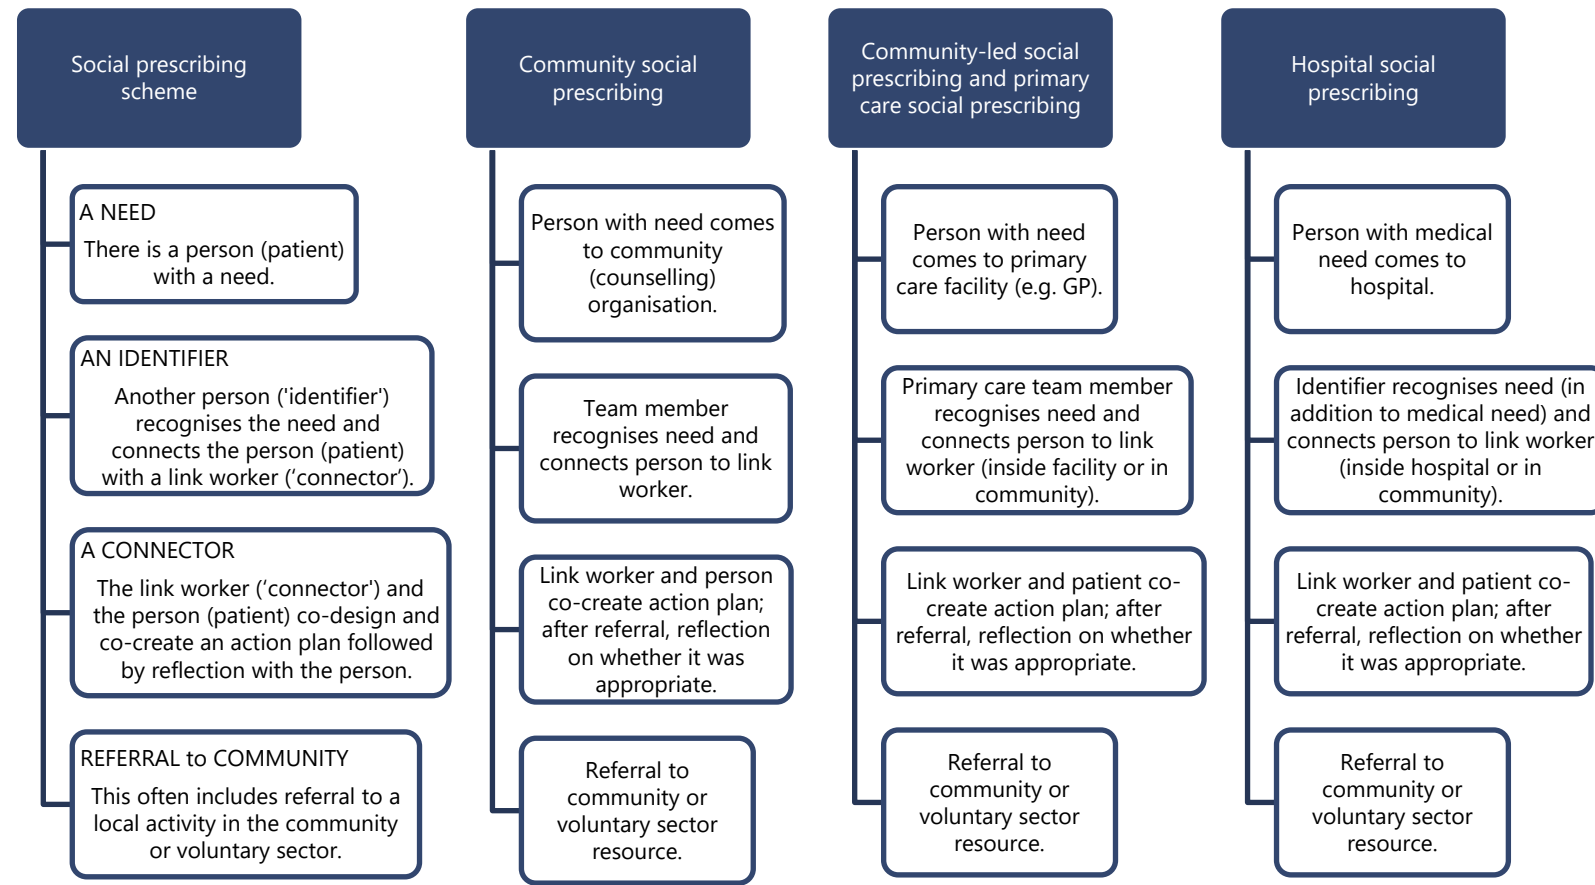 Social prescribing
scheme
A NEED
There is a person (patient)
with a need.
AN IDENTIFIER
Another person ('identifier')
recognises the need and
connects the person (patient)
with a link worker (‘connector’).
A CONNECTOR
The link worker (‘connector') and
the person (patient) co-design and
co-create an action plan followed
by reflection with the person.
REFERRAL to COMMUNITY
This often includes referral to a
local activity in the community
or voluntary sector.
Community social
prescribing
Person with need comes
to community
(counselling)
organisation.
Team member
recognises need and
connects person to link
worker.
Link worker and person
co-create action plan;
after referral, reflection
on whether it was
appropriate.
Referral to
community or
voluntary sector
resource.
Community-led social
prescribing and primary
care social prescribing
Person with need
comes to primary
care facility (e.g. GP).
Primary care team member
recognises need and
connects person to link
worker (inside facility or in
community).
Link worker and patient co-
create action plan; after
referral, reflection on whether
it was appropriate.
Referral to
community or
voluntary sector
resource.
Hospital social
prescribing
Person with medical
need comes to
hospital.
Identifier recognises need (in
addition to medical need) and
connects person to link worker
(inside hospital or in
community).
Link worker and patient co-
create action plan; after
referral, reflection on whether
it was appropriate.
Referral to
community or
voluntary sector
resource.